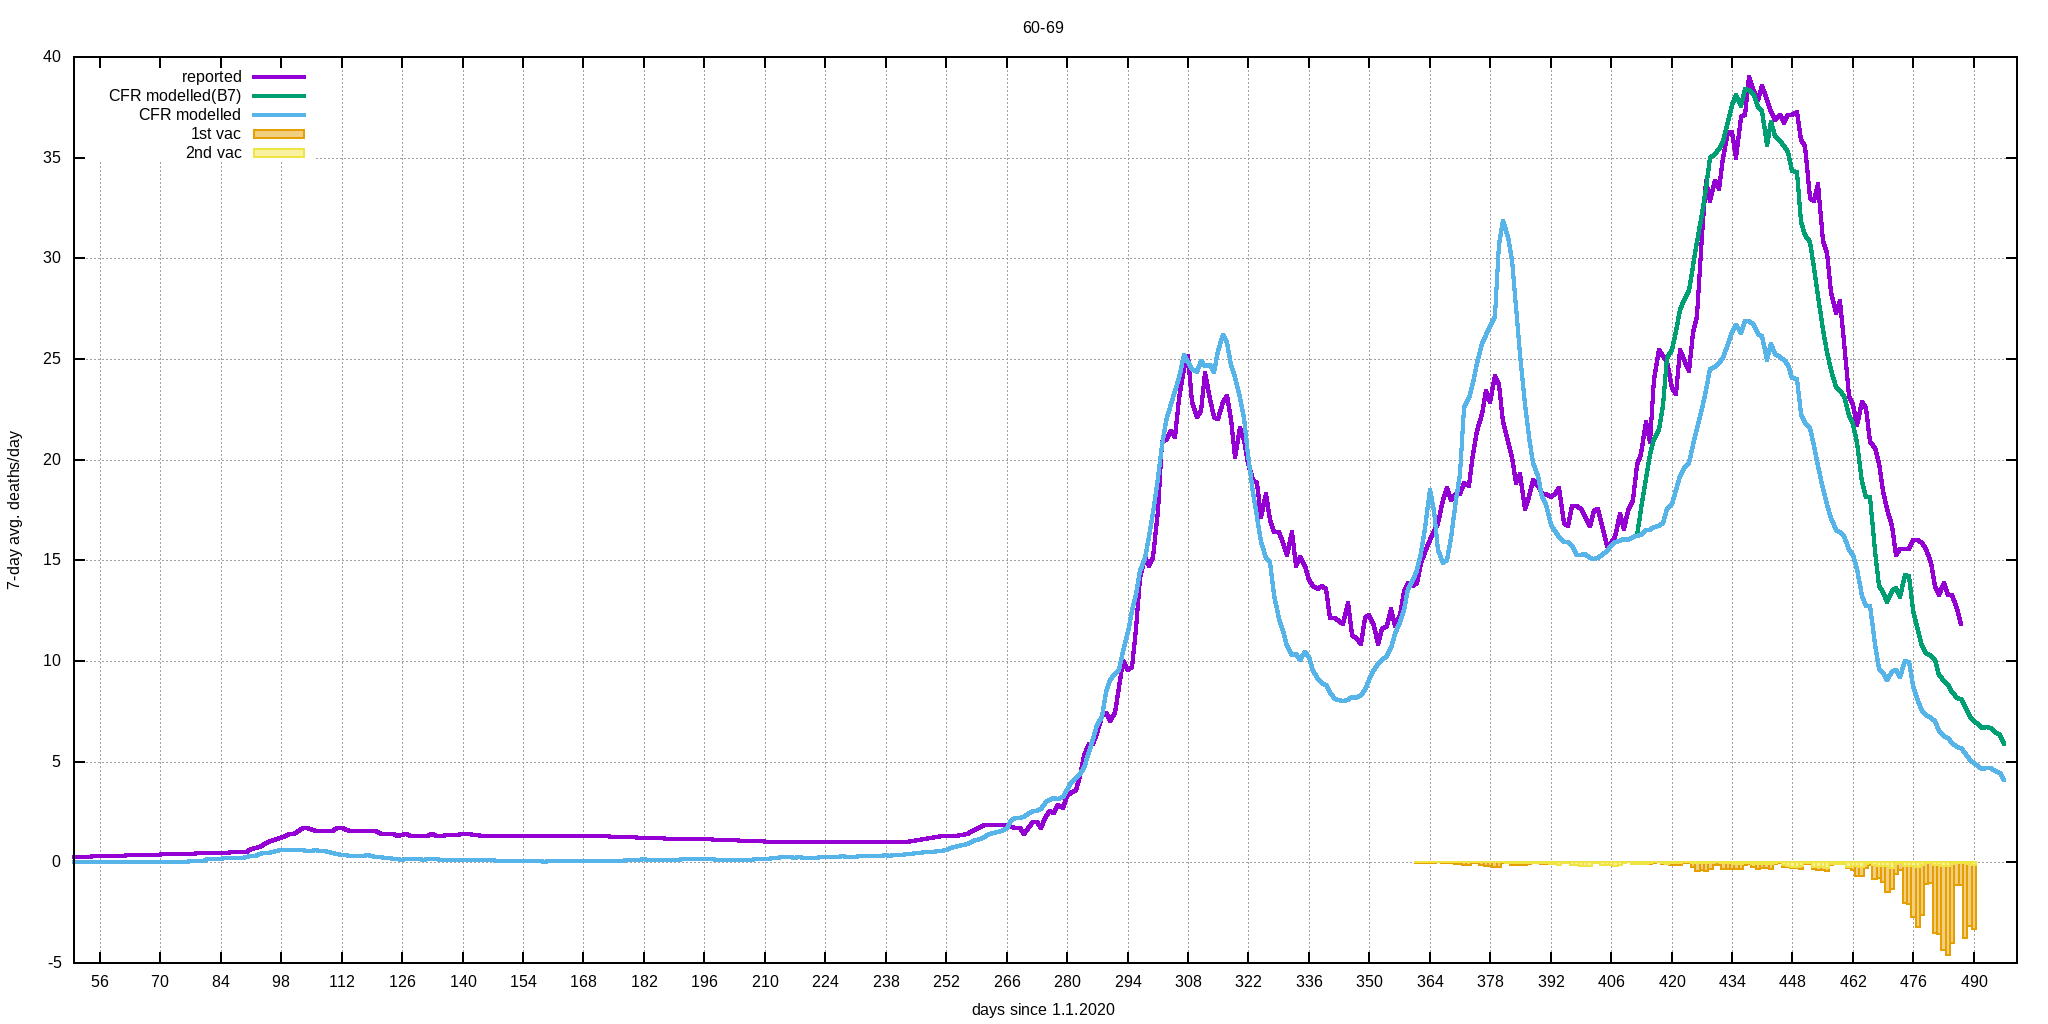 60-69
reported
CFR modelled(B7)
CFR modelled
1st vac
2nd vac
40
35
30
25
20
15
10
5
0
-5
7-day avg. deaths/day
56 70 84 98 112 126 140 154 168 182 196 210 224 238 252 266 280 294 308 322 336 350 364 378 392 406 420 434 448 462 476 490
days since 1.1.2020